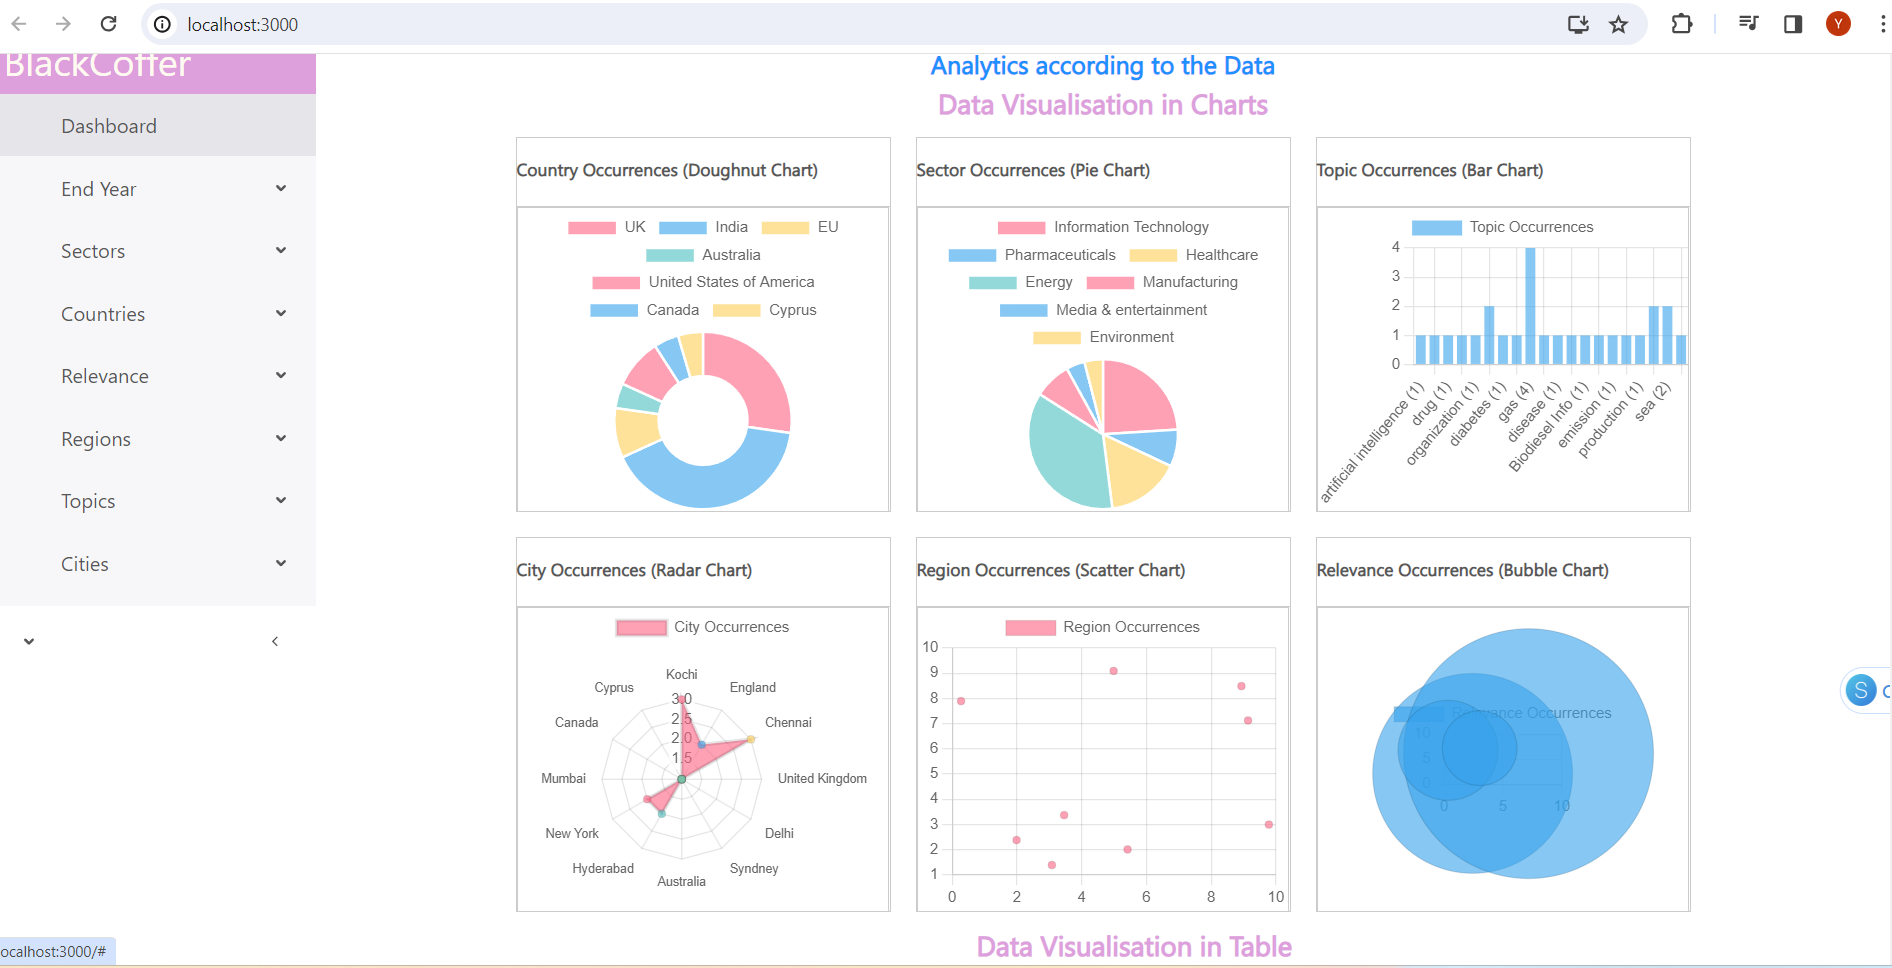 localhost:3000
Y
BlackCoffer
Dashboard
End Year
Sectors
Countries
Relevance
Regions
Topics
Cities
Analytics according to the Data
Data Visualisation in Charts
Country Occurrences (Doughnut Chart)
UK India EU
Australia
United States of America
Canada Cyprus
Sector Occurrences (Pie Chart)
Information Technology
Pharmaceuticals Healthcare
Energy Manufacturing
Media & entertainment
Environment
Topic Occurrences (Bar Chart)
Topic Occurrences
4
3
2
1
0
artificial intelligence (1)
drug (1)
organization (1)
diabetes (1)
gas (4)
disease (1)
Biodiesel Info (1)
emission (1)
production (1)
sea (2)
City Occurrences (Radar Chart)
City Occurrences
Kochi
Cyprus England
3.0
Canada Chennai
2.5
2.0
1.5
Mumbai United Kingdom
New York Delhi
Hyderabad Syndney
Australia
Region Occurrences (Scatter Chart)
Region Occurrences
10
9
8
7
6
5
4
3
2
1
0 2 4 6 8 10
Relevance Occurrences (Bubble Chart)
Relevance Occurrences
10
5
0
0 5 10
S
Data Visualisation in Table
ocalhost:3000/#